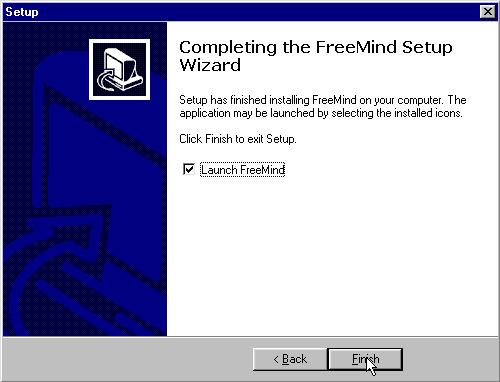 Setup
Completing the FreeMind Setup
Wizard
Setup has finished installing FreeMind on your computer. The
application may be launched by selecting the installed icons.
Click Finish to exit Setup.
Launch FreeMind
< Back
Finish